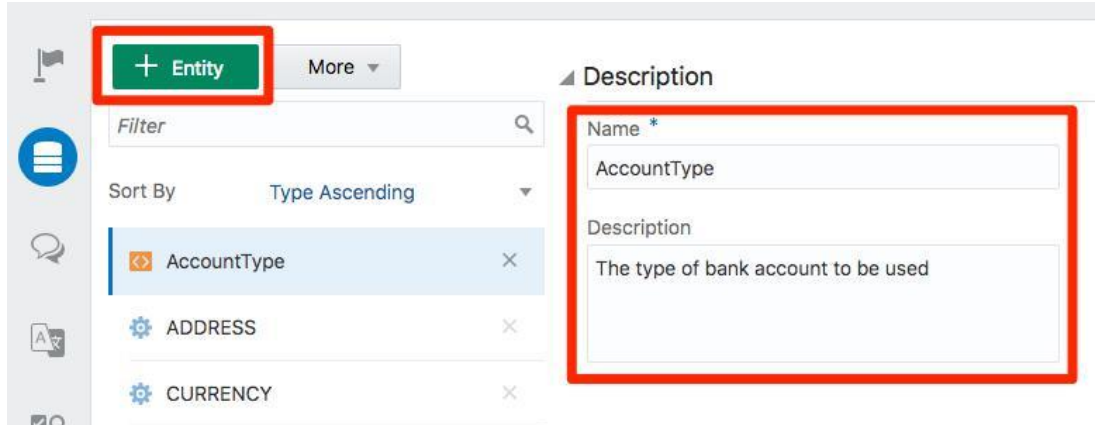 + Entity
More
Filter
Sort By
Type Ascending
AccountType
ADDRESS
CURRENCY
Description
Name *
AccountType
Description
The type of bank account to be used